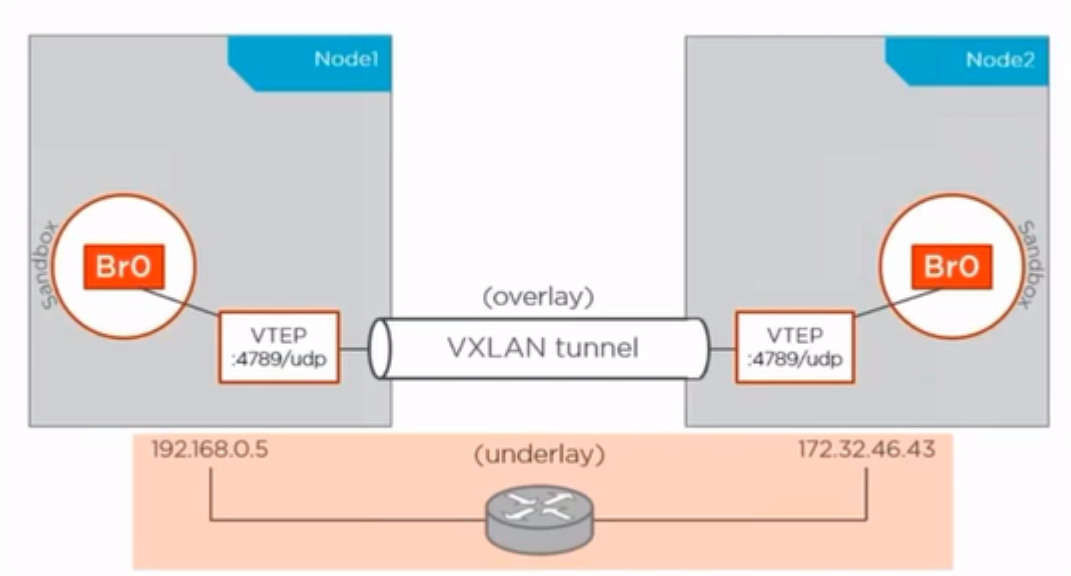 Node1
Node2
Sandbox
Br0
Sandbox
Br0
(overlay)
VTEP
:4789/udp
VXLAN tunnel
VTEP
:4789/udp
192.168.0.5
(underlay)
172.32.46.43